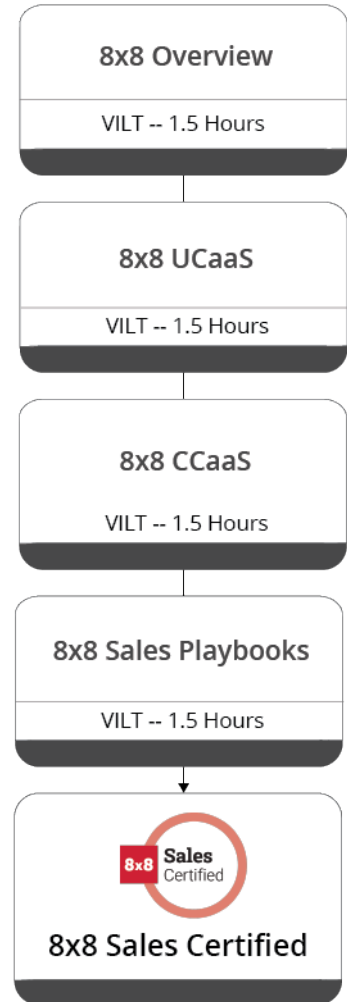 8x8 Overview
VILT -- 1.5 Hours
8x8 UCaaS
VILT -- 1.5 Hours
8x8 CCaaS
VILT -- 1.5 Hours
8x8 Sales Playbooks
VILT -- 1.5 Hours
8x8 Sales
Certified
8x8 Sales Certified